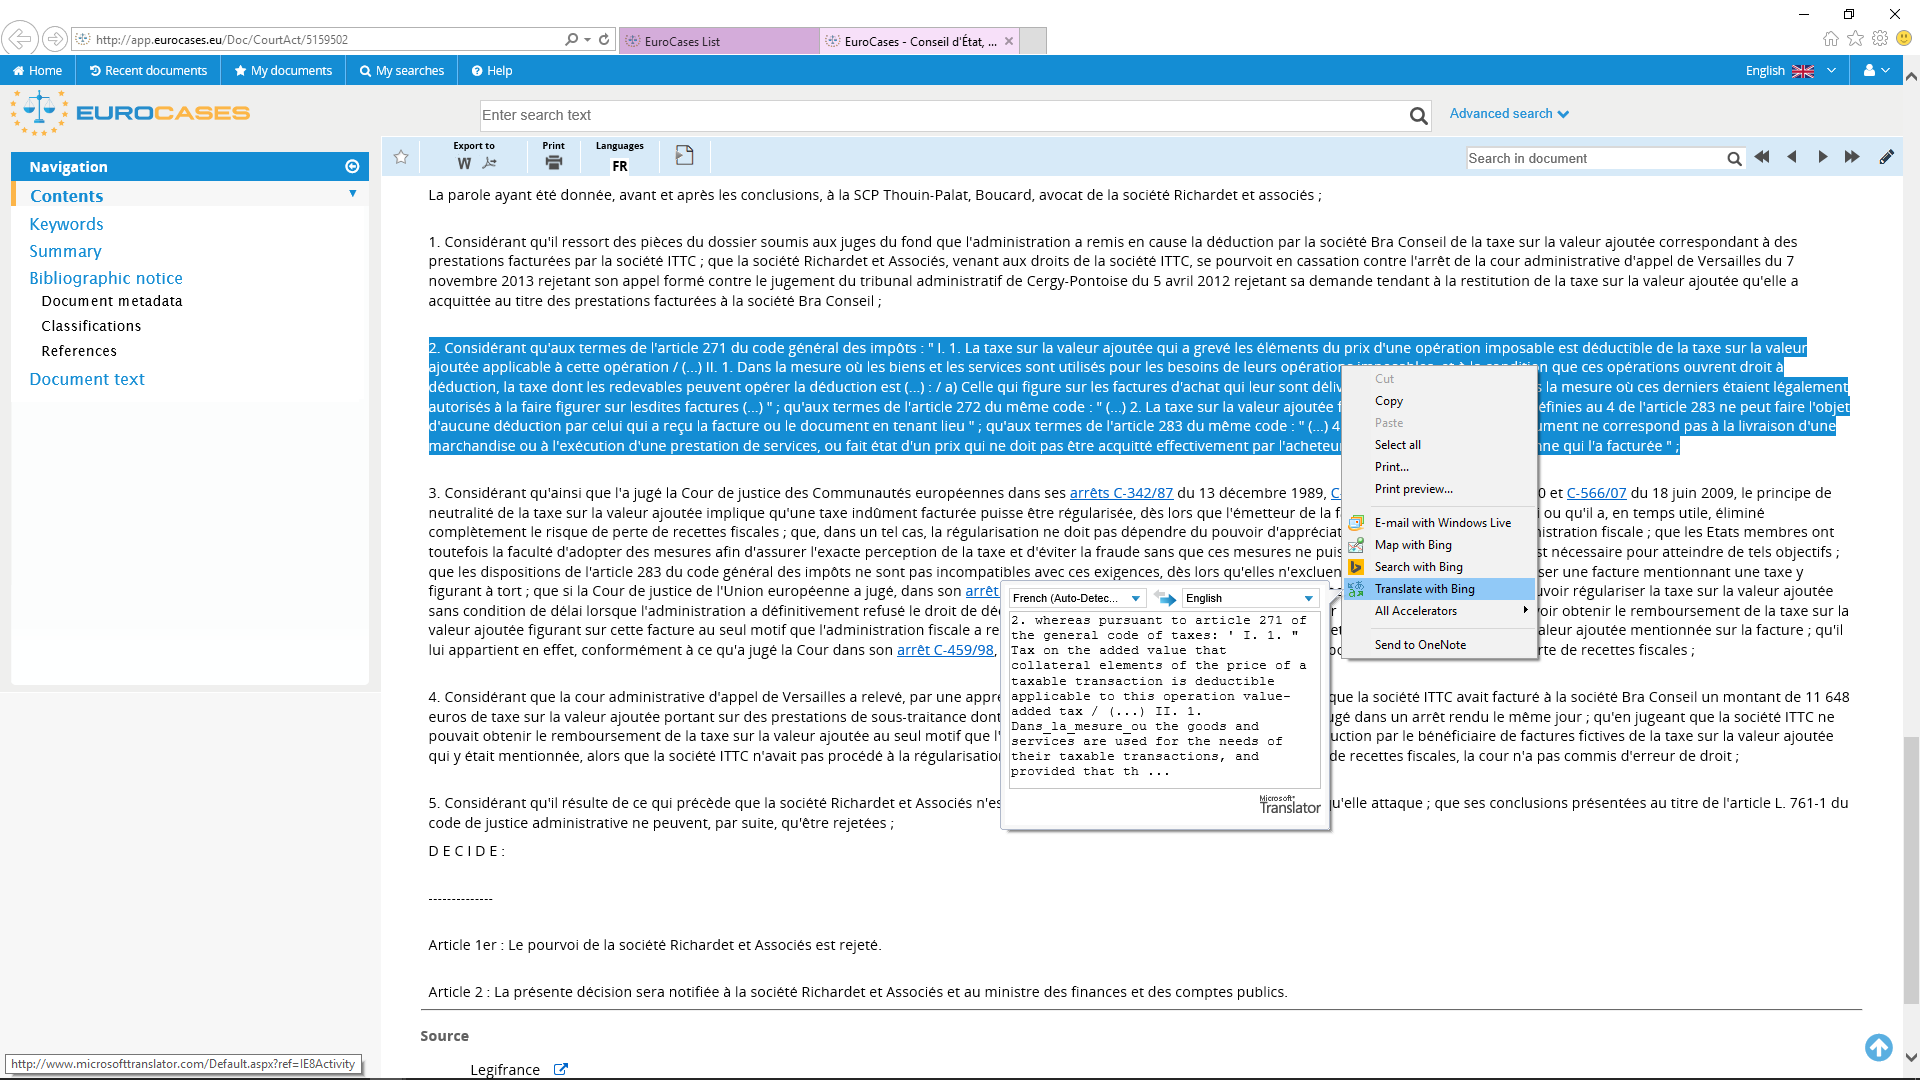 http://app.eurocases.eu/Doc/CourtAct/5159502
EuroCases List
EuroCases - Conseil d'État, ...
Home
Recent documents
My documents
My searches
Help
English
EUROCASES
Enter search text
Advanced search
Navigation
Contents
Keywords
Summary
Bibliographic notice
Document metadata
Classifications
References
Document text
Export to
Print
Languages
FR
Search in document
La parole ayant été donnée, avant et après les conclusions, à la SCP Thouin-Palat, Boucard, avocat de la société Richardet et associés ;
1. Considérant qu'il ressort des pièces du dossier soumis aux juges du fond que l'administration a remis en cause la déduction par la société Bra Conseil de la taxe sur la valeur ajoutée correspondant à des
prestations facturées par la société ITTC ; que la société Richardet et Associés, venant aux droits de la société ITTC, se pourvoit en cassation contre l'arrêt de la cour administrative d'appel de Versailles du 7
novembre 2013 rejetant son appel formé contre le jugement du tribunal administratif de Cergy-Pontoise du 5 avril 2012 rejetant sa demande tendant à la restitution de la taxe sur la valeur ajoutée qu'elle a
acquittée au titre des prestations facturées à la société Bra Conseil ;
2. Considérant qu'aux termes de l'article 271 du code général des impôts : " I. 1. La taxe sur la valeur ajoutée qui a grevé les éléments du prix d'une opération imposable est déductible de la taxe sur la valeur
ajoutée applicable à cette opération / (...) II. 1. Dans la mesure où les biens et les services sont utilisés pour les besoins de leurs opérations imposables, et à la condition que ces opérations ouvrent droit à
déduction, la taxe dont les redevables peuvent opérer la déduction est (...) : / a) Celle qui figure sur les factures d'achat qui leur sont la mesure où ces derniers étaient légalement
autorisés à la faire figurer sur lesdites factures (...) " ; qu'aux termes de l'article 272 du même code : " (...) 2. La taxe sur la valeur ajoutée éfinies au 4 de l'article 283 ne peut faire l'objet
d'aucune déduction par celui qui a reçu la facture ou le document en tenant lieu " ; qu'aux termes de l'article 283 du même code : " (...) 4 ument ne correspond pas à la livraison d'une
marchandise ou à l'exécution d'une prestation de services, ou fait état d'un prix qui ne doit pas être acquitté effectivement par l'acheteur nne qui l'a facturée " ;
3. Considérant qu'ainsi que l'a jugé la Cour de justice des Communautés européennes dans ses arrêts C-342/87 du 13 décembre 1989, C- 0 et C-566/07 du 18 juin 2009, le principe de
neutralité de la taxe sur la valeur ajoutée implique qu'une taxe indûment facturée puisse être régularisée, dès lors que l'émetteur de la fa i ou qu'il a, en temps utile, éliminé
complètement le risque de perte de recettes fiscales ; que, dans un tel cas, la régularisation ne doit pas dépendre du pouvoir d'appréciat nistration fiscale ; que les Etats membres ont
toutefois la faculté d'adopter des mesures afin d'assurer l'exacte perception de la taxe et d'éviter la fraude sans que ces mesures ne puis st nécessaire pour atteindre de tels objectifs ;
que les dispositions de l'article 283 du code général des impôts ne sont pas incompatibles avec ces exigences, dès lors qu'elles n'excluen ser une facture mentionnant une taxe y
figurant à tort ; que si la Cour de justice de l'Union européenne a jugé, dans son arrêt voir régulariser la taxe sur la valeur ajoutée
sans condition de délai lorsque l'administration a définitivement refusé le droit de dé voir obtenir le remboursement de la taxe sur la
valeur ajoutée figurant sur cette facture au seul motif que l'administration fiscale a re aleur ajoutée mentionnée sur la facture ; qu'il
lui appartient en effet, conformément à ce qu'a jugé la Cour dans son arrêt C-459/98, rte de recettes fiscales ;
4. Considérant que la cour administrative d'appel de Versailles a relevé, par une appré que la société ITTC avait facturé à la société Bra Conseil un montant de 11 648
euros de taxe sur la valeur ajoutée portant sur des prestations de sous-traitance dont ugé dans un arrêt rendu le même jour ; qu'en jugeant que la société ITTC ne
pouvait obtenir le remboursement de la taxe sur la valeur ajoutée au seul motif que l' uction par le bénéficiaire de factures fictives de la taxe sur la valeur ajoutée
qui y était mentionnée, alors que la société ITTC n'avait pas procédé à la régularisation de recettes fiscales, la cour n'a pas commis d'erreur de droit ;
5. Considérant qu'il résulte de ce qui précède que la société Richardet et Associés n'es qu'elle attaque ; que ses conclusions présentées au titre de l'article L. 761-1 du
code de justice administrative ne peuvent, par suite, qu'être rejetées ;
D E C I D E :
--------------
Article 1er : Le pourvoi de la société Richardet et Associés est rejeté.
Article 2 : La présente décision sera notifiée à la société Richardet et Associés et au ministre des finances et des comptes publics.
Source
Legifrance
Cut
Copy
Paste
Select all
Print...
Print preview...
E-mail with Windows Live
Map with Bing
Search with Bing
Translate with Bing
All Accelerators
Send to OneNote
French (Auto-Detec...
English
2. whereas pursuant to article 271 of
the general code of taxes: ' I. 1. "
Tax on the added value that
collateral elements of the price of a
taxable transaction is deductible
applicable to this operation value-
added tax / (...) II. 1.
Dans_la_mesure_ou the goods and
services are used for the needs of
their taxable transactions, and
provided that th ...
Microsoft
Translator
http://www.microsofttranslator.com/Default.aspx?ref=IE8Activity